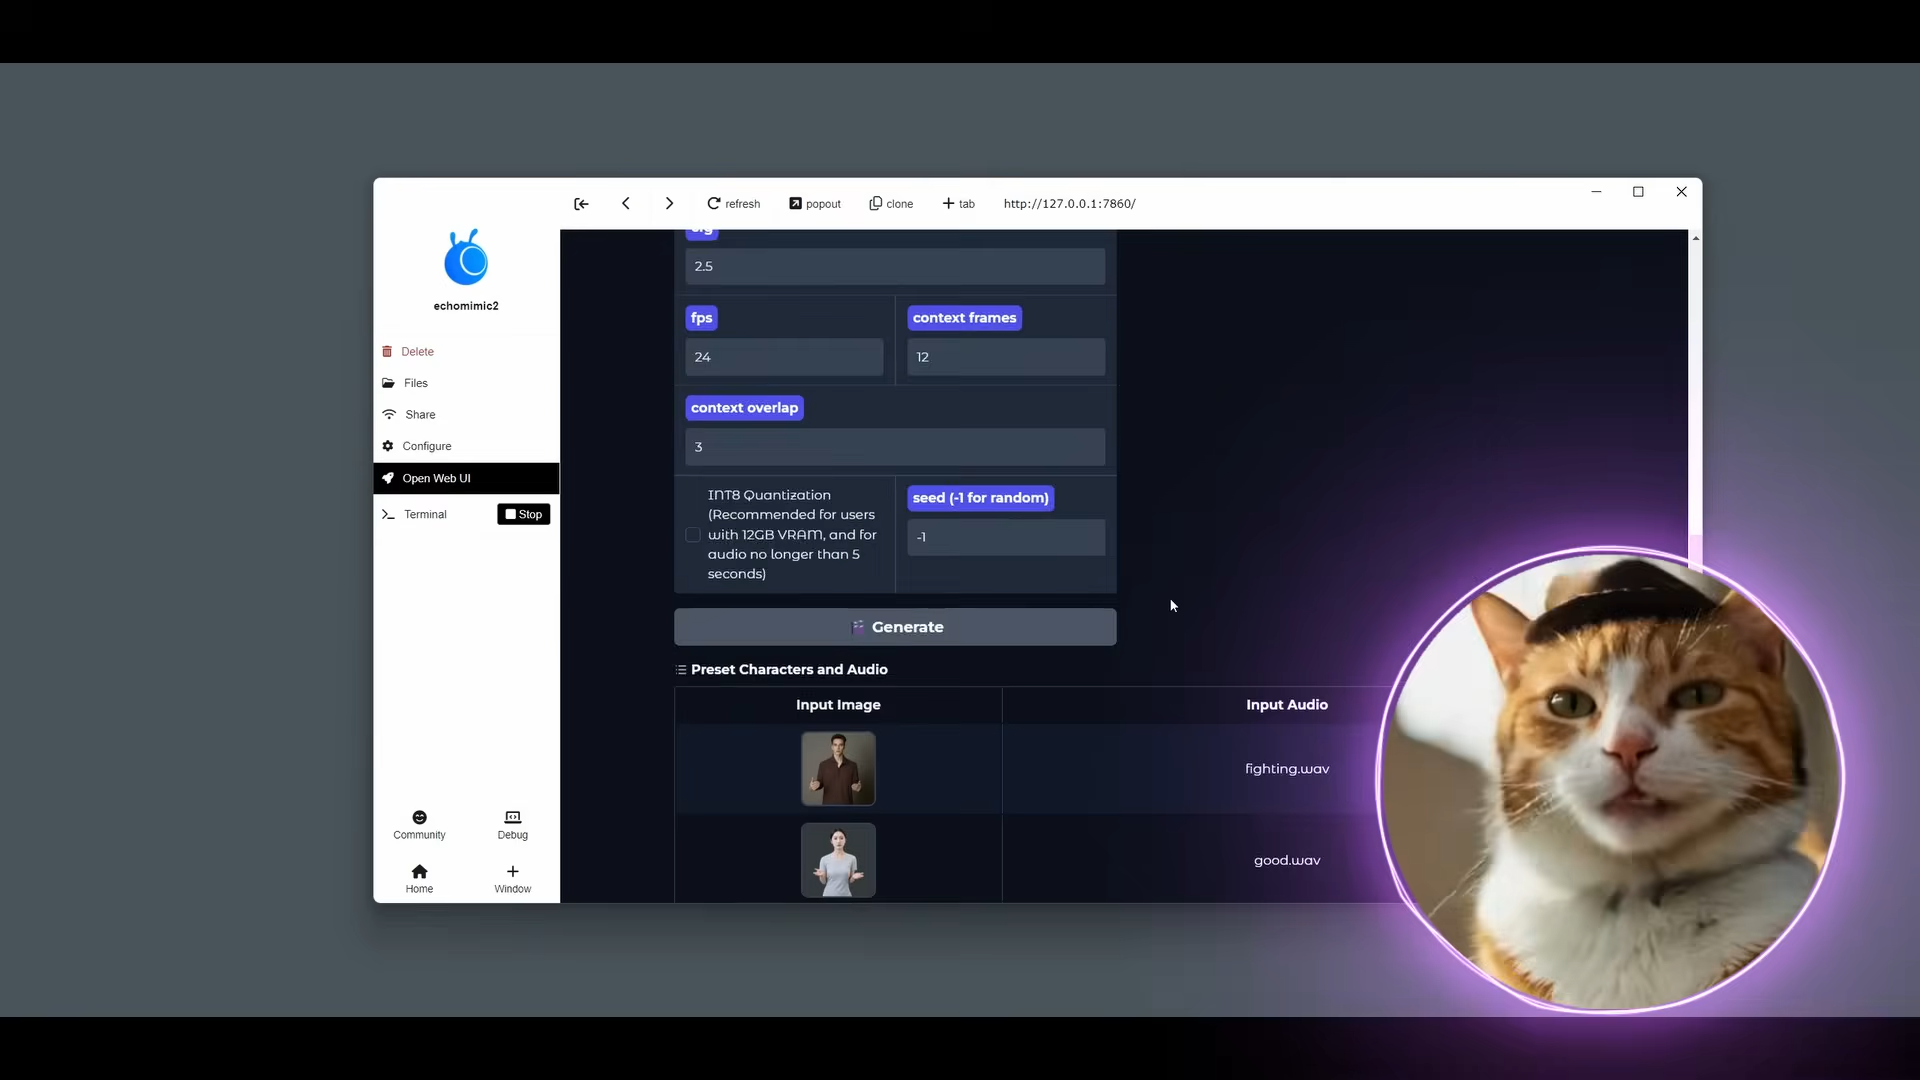 refresh
popout
clone
+ tab
http://127.0.0.1:7860/
echomimic2
Delete
Files
Share
Configure
Open Web UI
Terminal
Stop
Community
Debug
Home
Window
2.5
fps
context frames
24
12
context overlap
3
INT8 Quantization
(Recommended for users
with 12GB VRAM, and for
audio no longer than 5
seconds)
seed (-1 for random)
-1
Generate
Preset Characters and Audio
Input Image
Input Audio
fighting.wav
good.wav